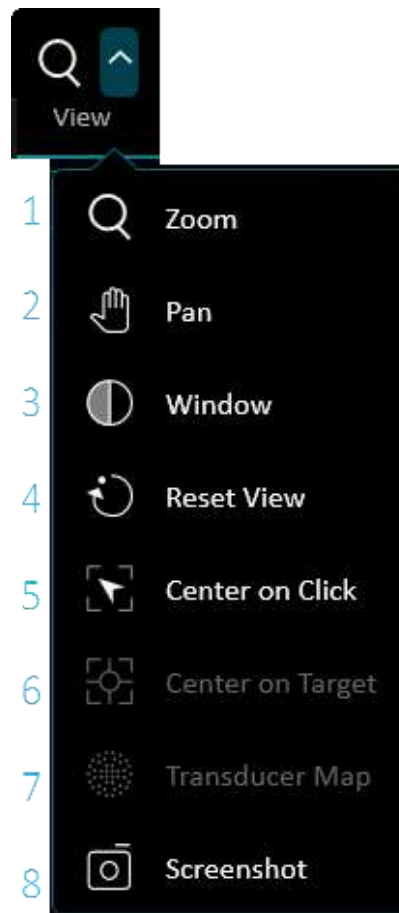 View
1 Zoom
2 Pan
3 Window
4 Reset View
5 Center on Click
6 Center on Target
7 Transducer Map
8 Screenshot